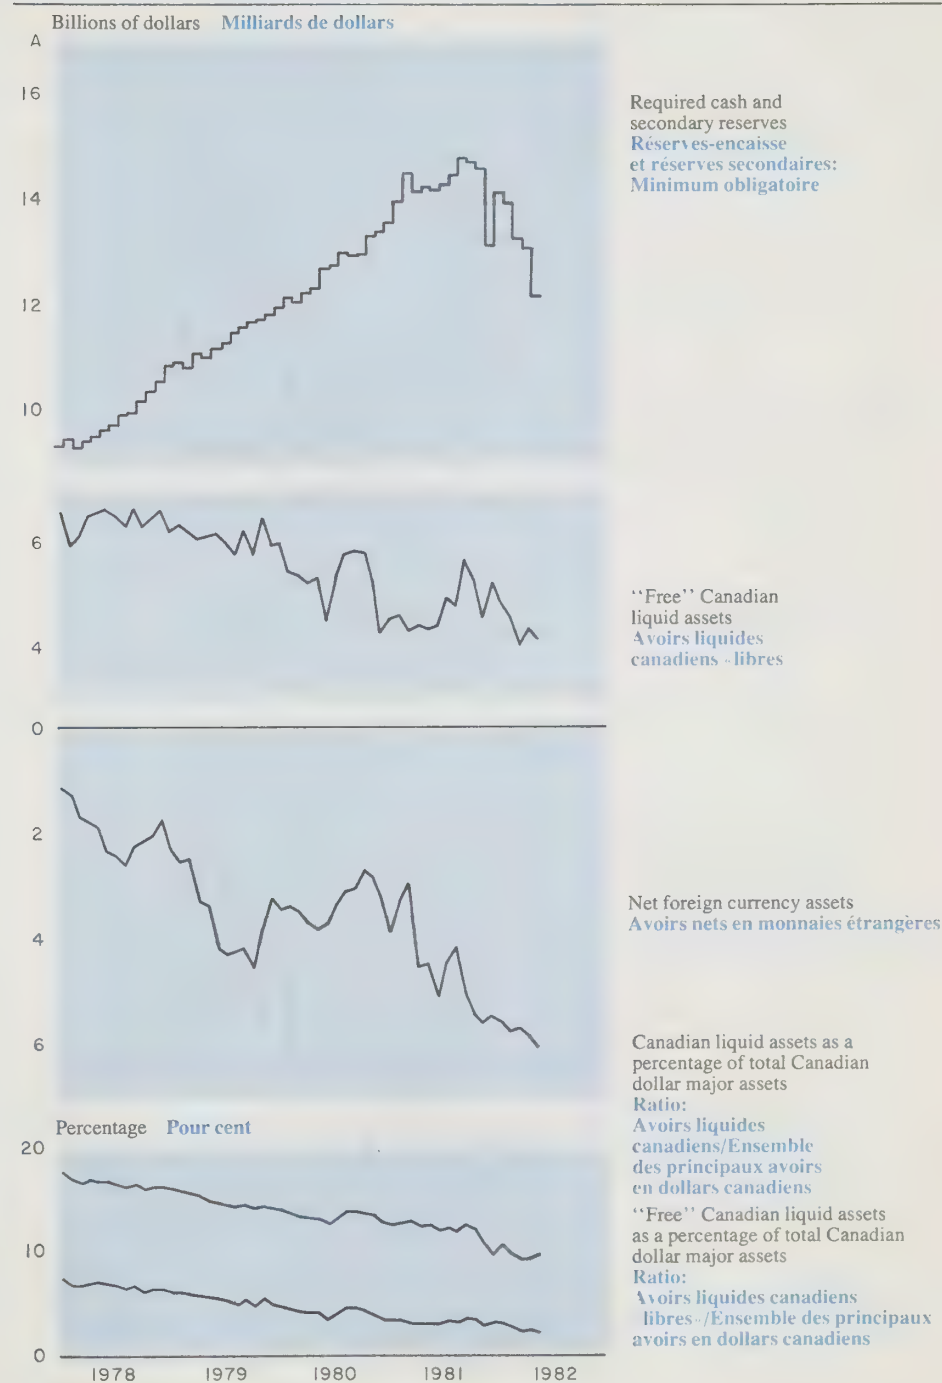 Billions of dollars Milliards de dollars
A
16
14
12
10
Required cash and
secondary reserves
Réserves-encaisse
et réserves secondaires:
Minimum obligatoire
6
4
"Free" Canadian
liquid assets
Avoirs liquides
canadiens libres
0
2
4
6
Net foreign currency assets
Avoirs nets en monnaies étrangères
Percentage Pour cent
20
10
0
Canadian liquid assets as a
percentage of total Canadian
dollar major assets
Ratio:
Avoirs liquides
canadiens/Ensemble
des principaux avoirs
en dollars canadiens
"Free" Canadian liquid assets
as a percentage of total Canadian
dollar major assets
Ratio:
Avoirs liquides canadiens
libres /Ensemble des principaux
avoirs en dollars canadiens
1978 1979 1980 1981 1982